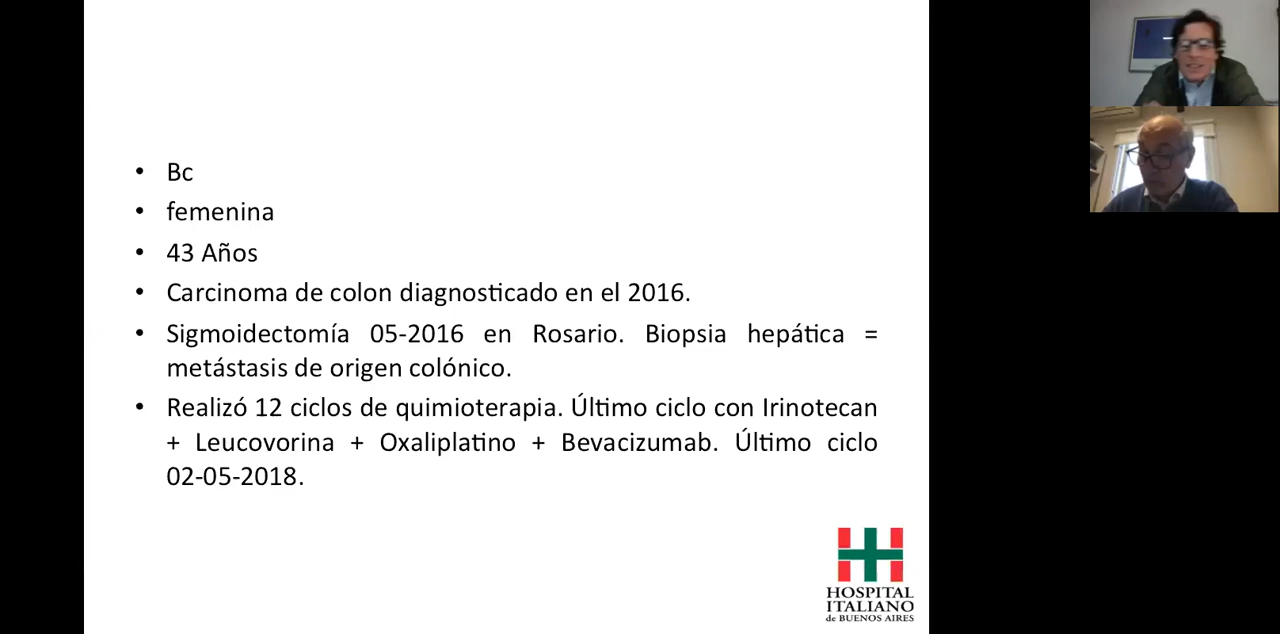 • Bc
• femenina
• 43 Años
• Carcinoma de colon diagnosticado en el 2016.
• Sigmoidectomía 05-2016 en Rosario. Biopsia hepática =
metástasis de origen colónico.
• Realizó 12 ciclos de quimioterapia. Último ciclo con Irinotecan
+ Leucovorina + Oxaliplatino + Bevacizumab. Último ciclo
02-05-2018.
HOSPITAL
ITALIANO
de BUENOS AIRES